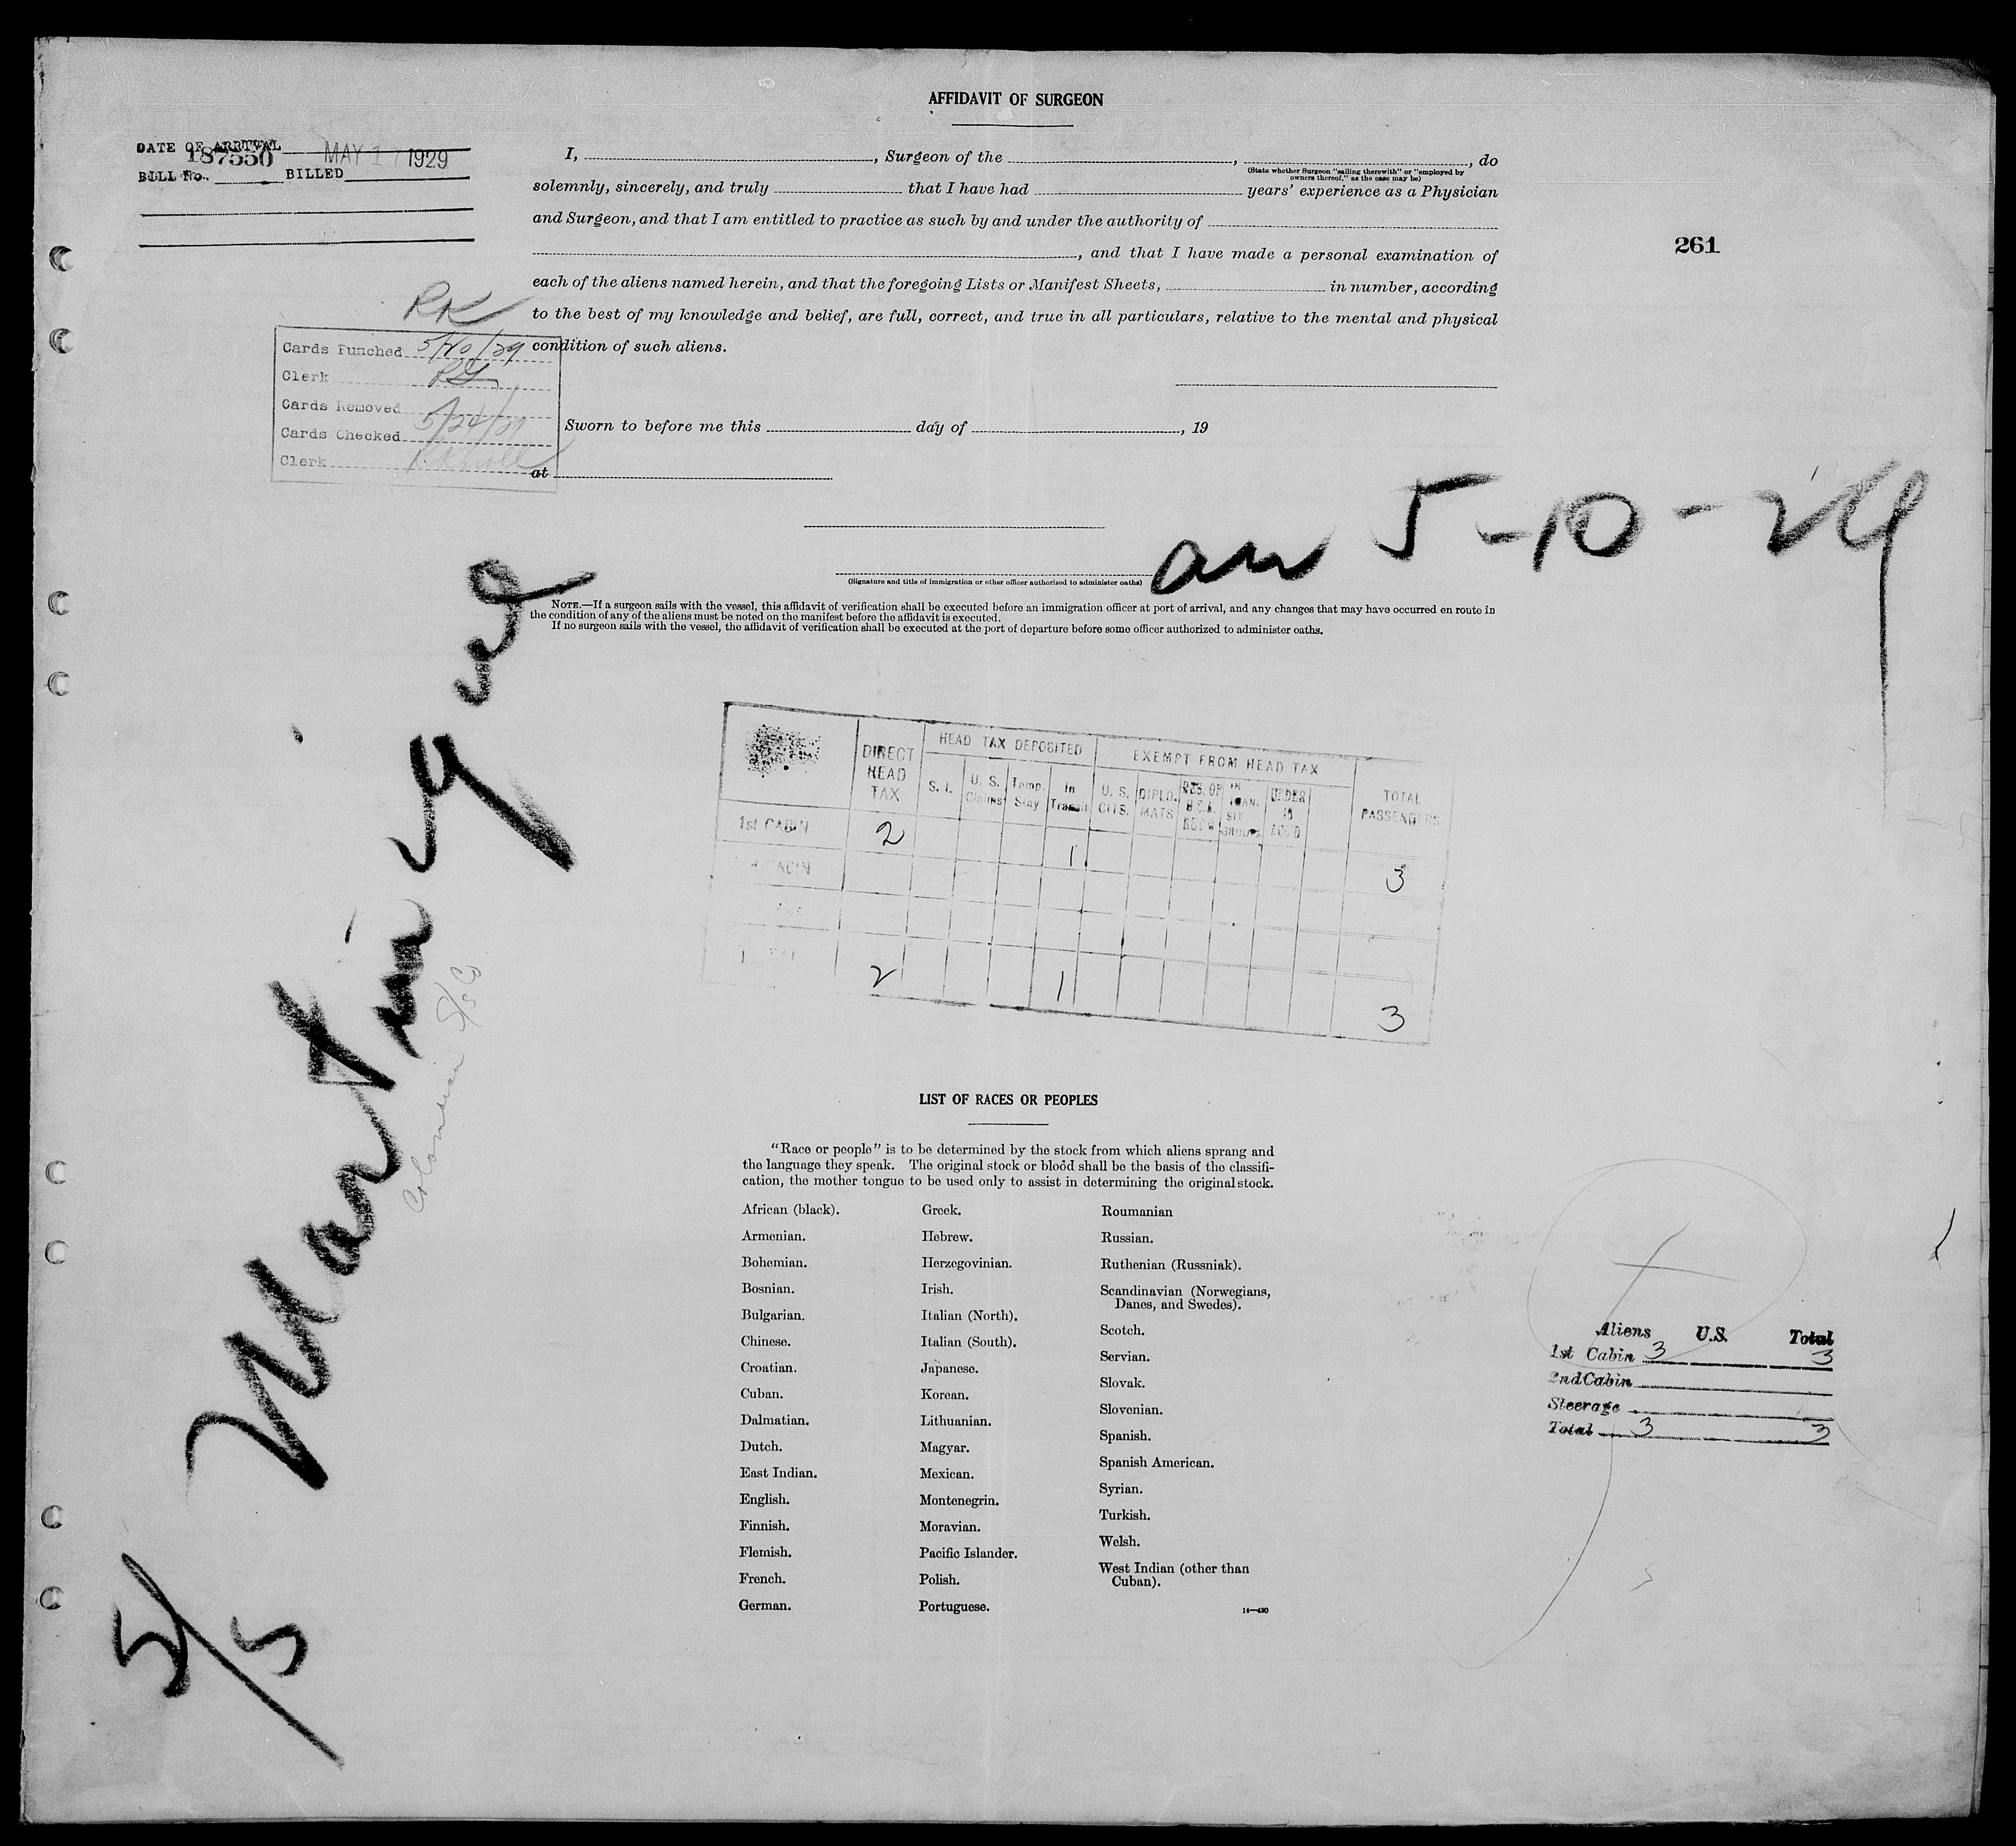 AFFIDAVIT OF SURGEON
DATE OF ARRIVAL
187550 MAY 17 1929
BILL No. BILLED
I, , Surgeon of the , , do
(State whether Surgeon "sailing therewith" or "employed by
owners thereof," as the case may be)
solemnly, sincerely, and truly that I have had years' experience as a Physician
and Surgeon, and that I am entitled to practice as such by and under the authority of
, and that I have made a personal examination of
261
each of the aliens named herein, and that the foregoing Lists or Manifest Sheets, in number, according
to the best of my knowledge and belief, are full, correct, and true in all particulars, relative to the mental and physical
condition of such aliens.
RK
Cards Punched 5/20/29
Clerk
Cards Removed
Cards Checked 5/24/29
Clerk
Sworn to before me this day of , 19
at
5-10-29
(Signature and title of immigration or other officer authorized to administer oaths)
NOTE.—If a surgeon sails with the vessel, this affidavit of verification shall be executed before an immigration officer at port of arrival, and any changes that may have occurred en route in
the condition of any of the aliens must be noted on the manifest before the affidavit is executed.
If no surgeon sails with the vessel, the affidavit of verification shall be executed at the port of departure before some officer authorized to administer oaths.
Martinique
Colombian S/S Co
5/5
DIRECT HEAD TAX
HEAD TAX DEPOSITED
EXEMPT FROM HEAD TAX
TOTAL PASSENGERS
S. I. U. S. Claims Temp. Stay In Transit U. S. CITS. DIPLO-MATS RES. OF IN TRAN-SIT GROUPS UNDER 16
1st CABIN 2 1 3
CABIN
2 1 3
LIST OF RACES OR PEOPLES
"Race or people" is to be determined by the stock from which aliens sprang and
the language they speak. The original stock or blood shall be the basis of the classifi-
cation, the mother tongue to be used only to assist in determining the original stock.
African (black).
Armenian.
Bohemian.
Bosnian.
Bulgarian.
Chinese.
Croatian.
Cuban.
Dalmatian.
Dutch.
East Indian.
English.
Finnish.
Flemish.
French.
German.
Greek.
Hebrew.
Herzegovinian.
Irish.
Italian (North).
Italian (South).
Japanese.
Korean.
Lithuanian.
Magyar.
Mexican.
Montenegrin.
Moravian.
Pacific Islander.
Polish.
Portuguese.
Roumanian
Russian.
Ruthenian (Russniak).
Scandinavian (Norwegians,
Danes, and Swedes).
Scotch.
Servian.
Slovak.
Slovenian.
Spanish.
Spanish American.
Syrian.
Turkish.
Welsh.
West Indian (other than
Cuban).
14—430
Aliens U.S. Total
1st Cabin 3 3
2nd Cabin
Steerage
Total 3 3